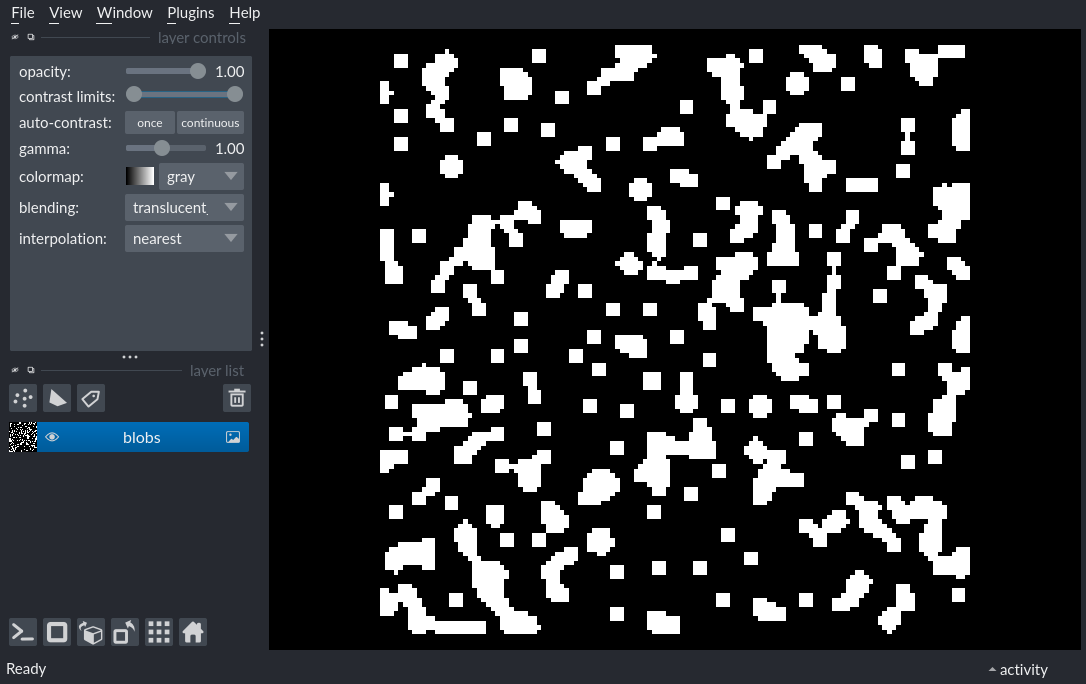 File View Window Plugins Help
layer controls
opacity: 1.00
contrast limits:
auto-contrast: once continuous
gamma: 1.00
colormap: gray
blending: translucent
interpolation: nearest
layer list
blobs
Ready
activity